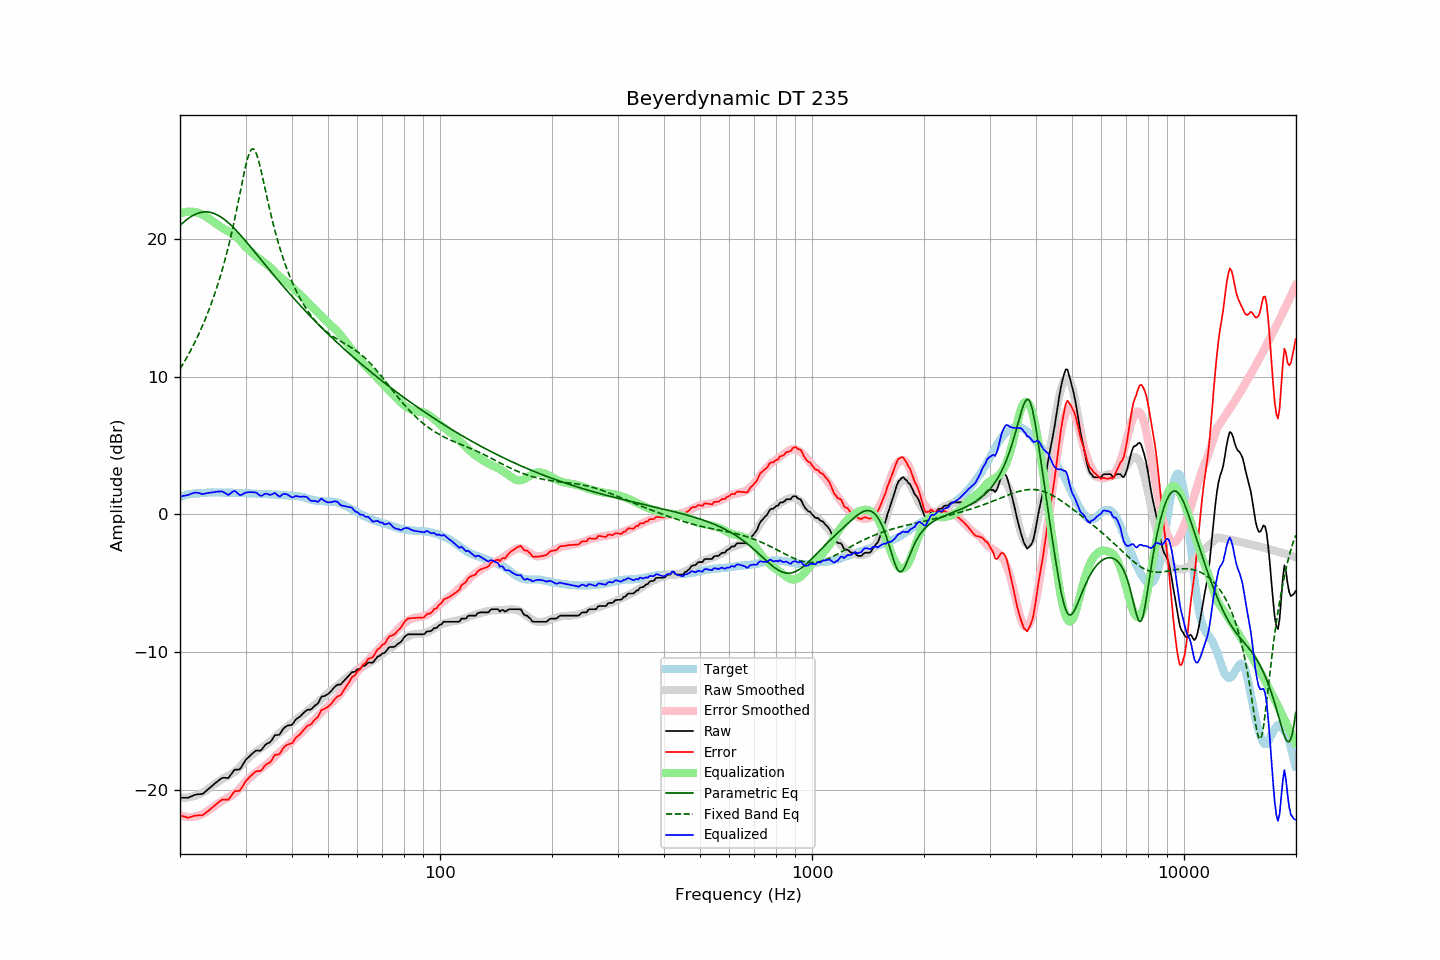 Beyerdynamic DT 235
Amplitude (dBr)
20
10
0
−10
−20
100
1000
10000
Frequency (Hz)
Target
Raw Smoothed
Error Smoothed
Raw
Error
Equalization
Parametric Eq
Fixed Band Eq
Equalized